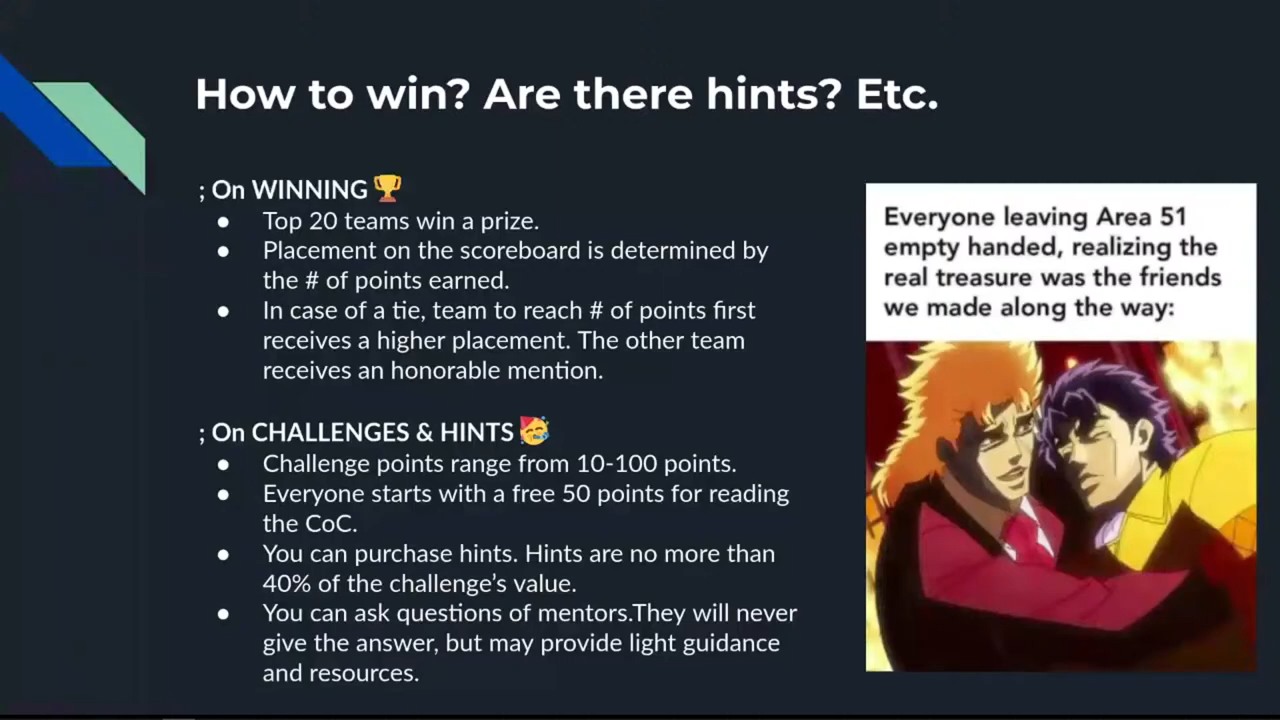 How to win? Are there hints? Etc.
; On WINNING 🏆
● Top 20 teams win a prize.
● Placement on the scoreboard is determined by
the # of points earned.
● In case of a tie, team to reach # of points first
receives a higher placement. The other team
receives an honorable mention.
; On CHALLENGES & HINTS 🥳
● Challenge points range from 10-100 points.
● Everyone starts with a free 50 points for reading
the CoC.
● You can purchase hints. Hints are no more than
40% of the challenge’s value.
● You can ask questions of mentors.They will never
give the answer, but may provide light guidance
and resources.
Everyone leaving Area 51
empty handed, realizing the
real treasure was the friends
we made along the way: